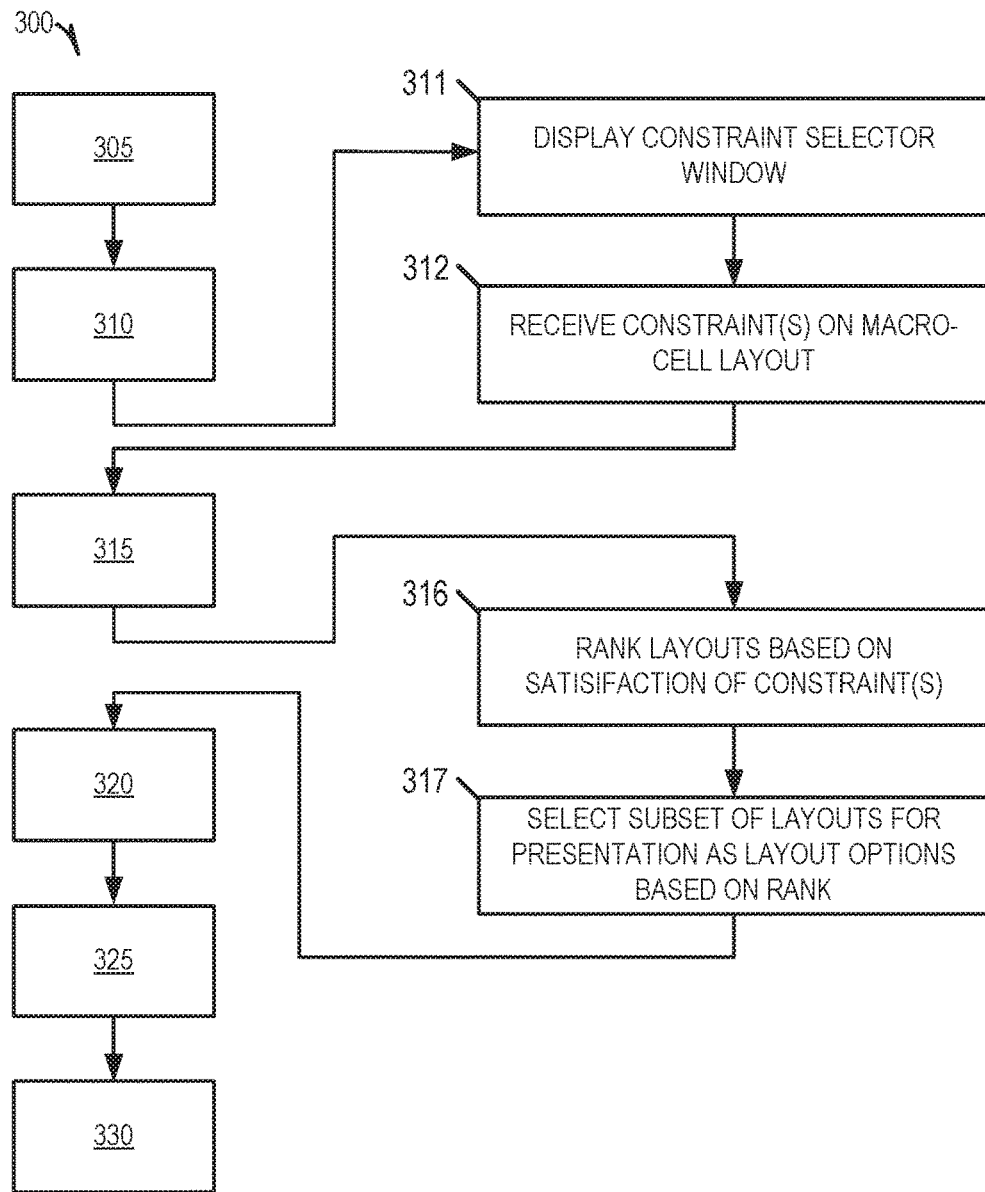 300
305
310
311
DISPLAY CONSTRAINT SELECTOR
WINDOW
312
RECEIVE CONSTRAINT(S) ON MACRO-
CELL LAYOUT
315
316
RANK LAYOUTS BASED ON
SATISIFACTION OF CONSTRAINT(S)
317
SELECT SUBSET OF LAYOUTS FOR
PRESENTATION AS LAYOUT OPTIONS
BASED ON RANK
320
325
330